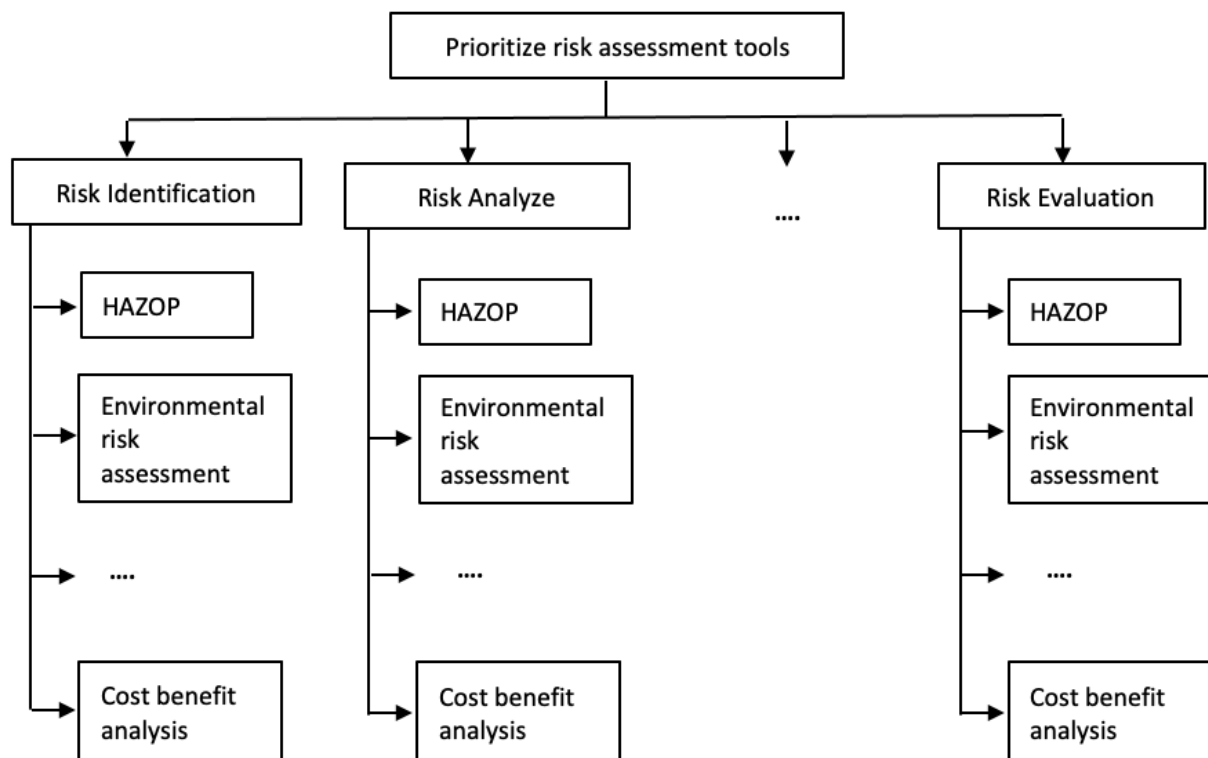 Prioritize risk assessment tools
Risk Identification
Risk Analyze
....
Risk Evaluation
HAZOP
Environmental
risk
assessment
....
Cost benefit
analysis
HAZOP
Environmental
risk
assessment
....
Cost benefit
analysis
HAZOP
Environmental
risk
assessment
....
Cost benefit
analysis